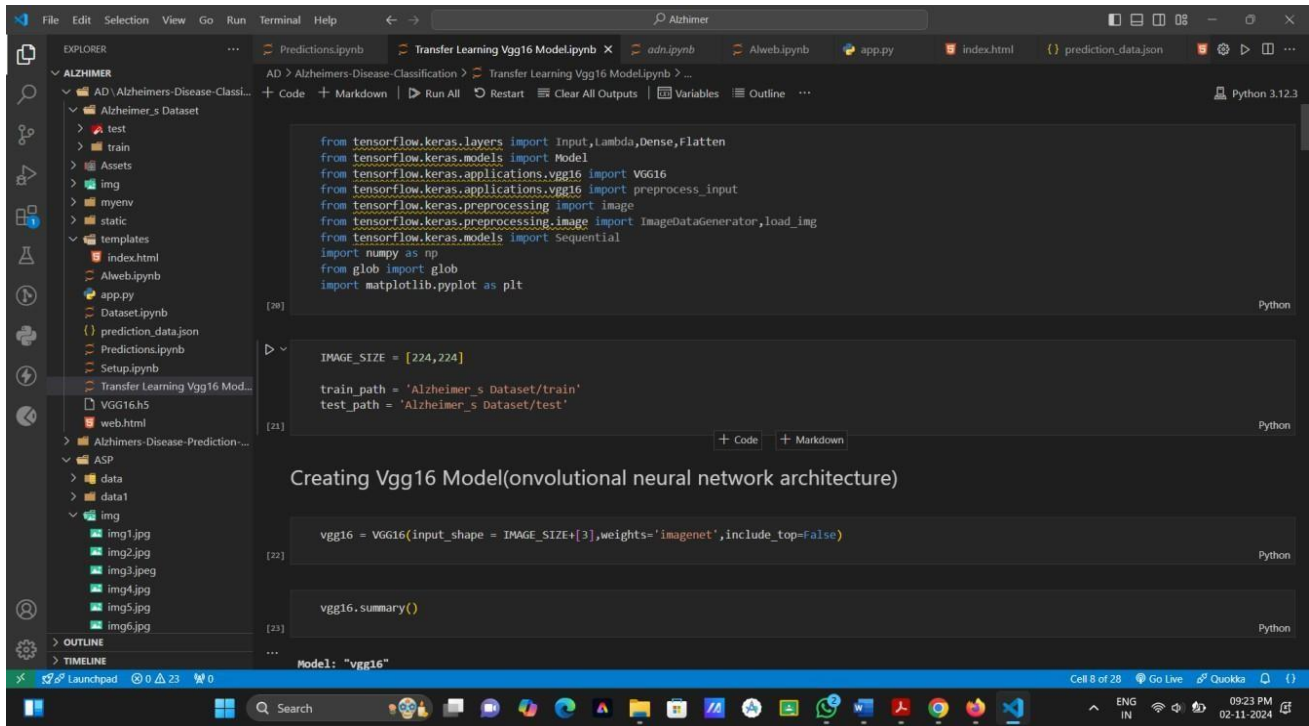 File Edit Selection View Go Run Terminal Help
Alzhimer
EXPLORER
ALZHIMER
AD\Alzheimers-Disease-Classi...
Alzheimer_s Dataset
test
train
Assets
img
myenv
static
templates
index.html
Alweb.ipynb
app.py
Dataset.ipynb
{} prediction_data.json
Predictions.ipynb
Setup.ipynb
Transfer Learning Vgg16 Mod...
VGG16.h5
web.html
Alzhimers-Disease-Prediction-...
ASP
data
data1
img
img1.jpg
img2.jpg
img3.jpeg
img4.jpg
img5.jpg
img6.jpg
OUTLINE
TIMELINE
Predictions.ipynb Transfer Learning Vgg16 Model.ipynb adn.ipynb Alweb.ipynb app.py index.html {} prediction_data.json
AD > Alzheimers-Disease-Classification > Transfer Learning Vgg16 Model.ipynb > ...
+ Code + Markdown | Run All Restart Clear All Outputs | Variables Outline ... Python 3.12.3
from tensorflow.keras.layers import Input,Lambda,Dense,Flatten
from tensorflow.keras.models import Model
from tensorflow.keras.applications.vgg16 import VGG16
from tensorflow.keras.applications.vgg16 import preprocess_input
from tensorflow.keras.preprocessing import image
from tensorflow.keras.preprocessing.image import ImageDataGenerator,load_img
from tensorflow.keras.models import Sequential
import numpy as np
from glob import glob
import matplotlib.pyplot as plt
[20] Python
IMAGE_SIZE = [224,224]
train_path = 'Alzheimer_s Dataset/train'
test_path = 'Alzheimer_s Dataset/test'
[21] Python
+ Code + Markdown
Creating Vgg16 Model(onvolutional neural network architecture)
vgg16 = VGG16(input_shape = IMAGE_SIZE+[3],weights='imagenet',include_top=False)
[22] Python
vgg16.summary()
[23] Python
...
Model: "vgg16"
Launchpad 0 23 0 Cell 8 of 28 Go Live Quokka {}
Search ENG IN 09:23 PM 02-11-2024